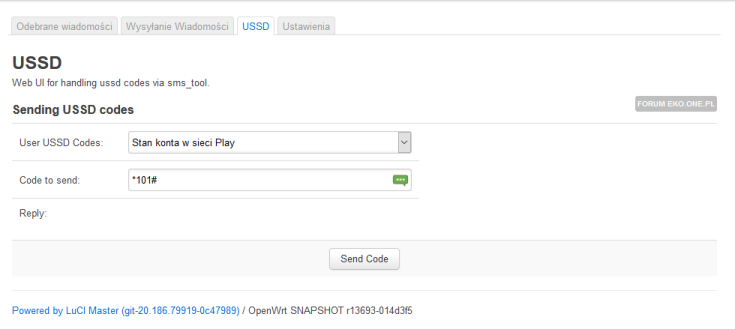 Odebrane wiadomości Wysyłanie Wiadomości USSD Ustawienia
USSD
Web UI for handling ussd codes via sms_tool.
Sending USSD codes
FORUM EKO.ONE.PL
User USSD Codes: Stan konta w sieci Play
Code to send: *101#
Reply:
Send Code
Powered by LuCI Master (git-20.186.79919-0c47989) / OpenWrt SNAPSHOT r13693-014d3f5